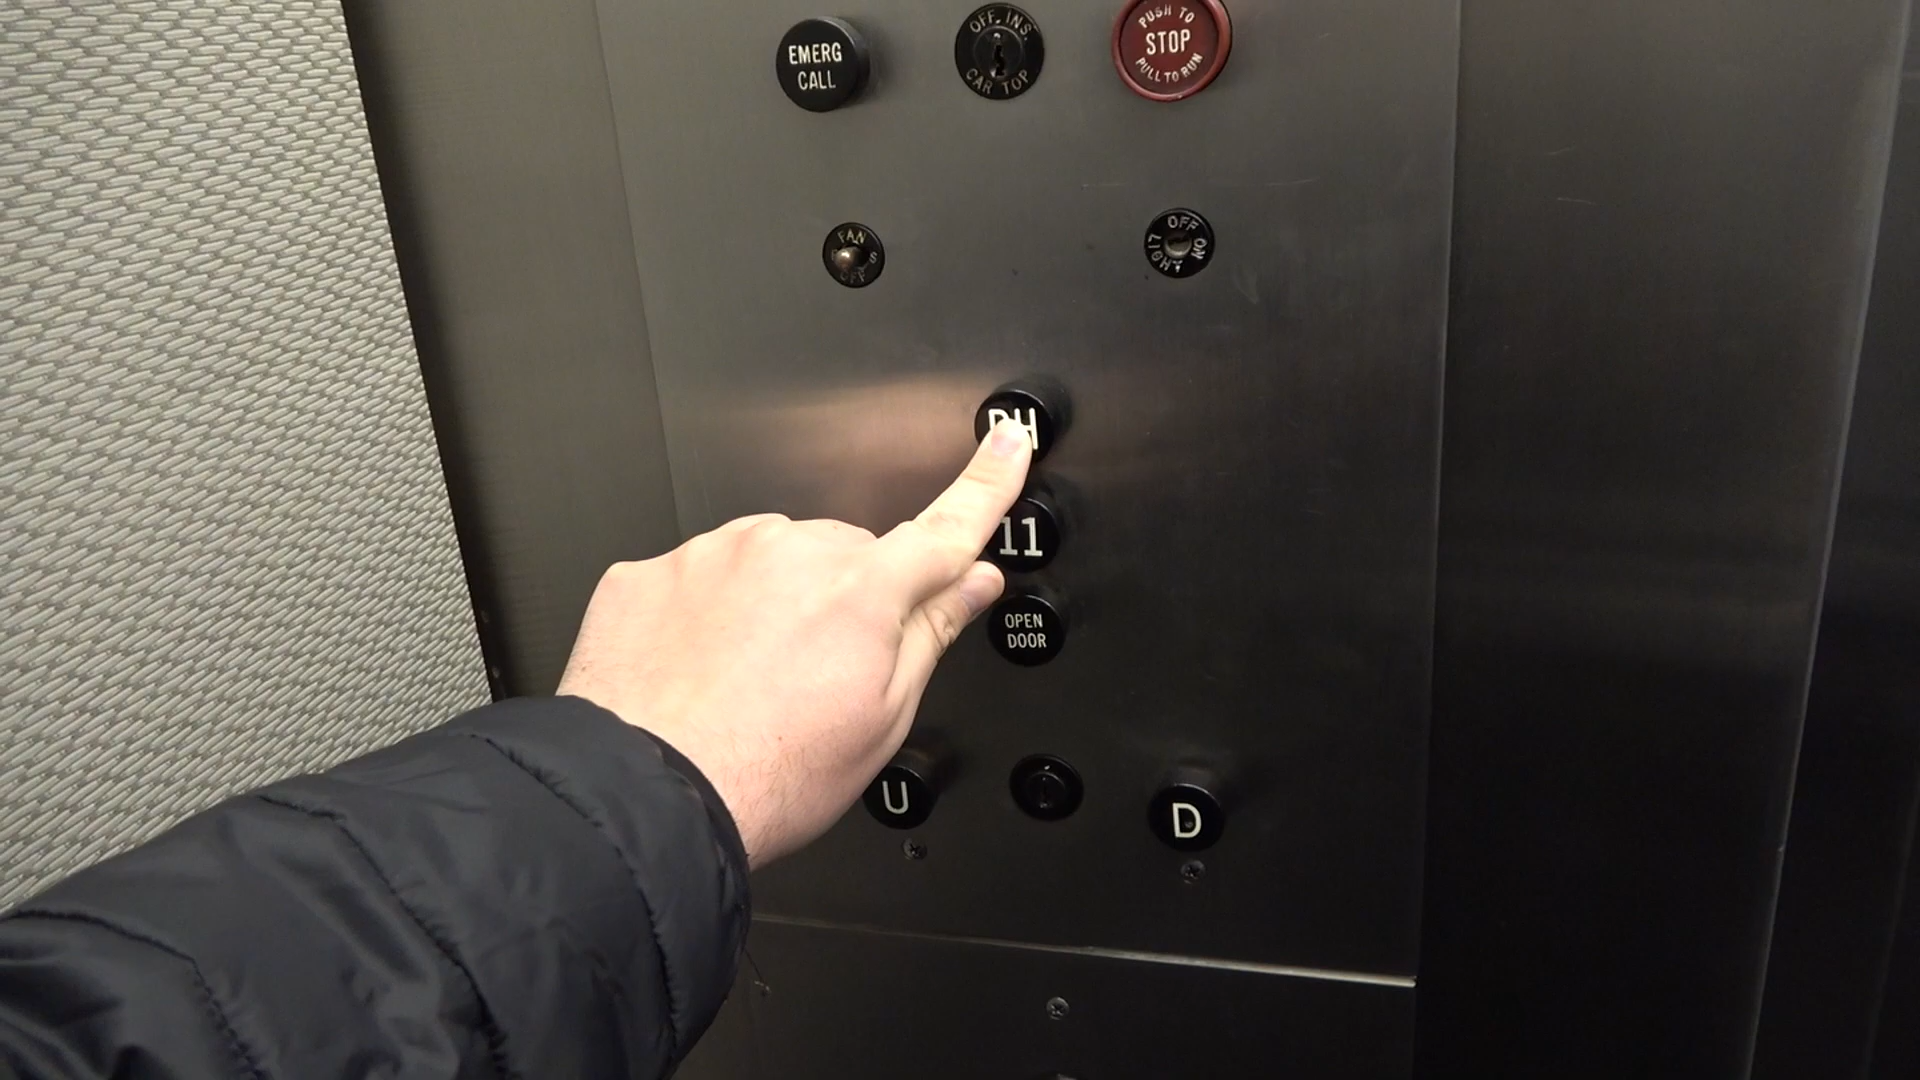 EMERG
CALL
OFF. INS.
CAR TOP
PUSH TO
STOP
PULL TO RUN
FAN
OFF
OFF
ON
LIGHT
PH
11
OPEN
DOOR
U
D